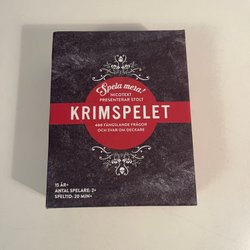 Spela mera!
NICOTEXT
PRESENTERAR STOLT
KRIMSPELET
400 FÄNGSLANDE FRÅGOR
OCH SVAR OM DECKARE
15 ÅR+
ANTAL SPELARE: 2+
SPELTID: 20 MIN+